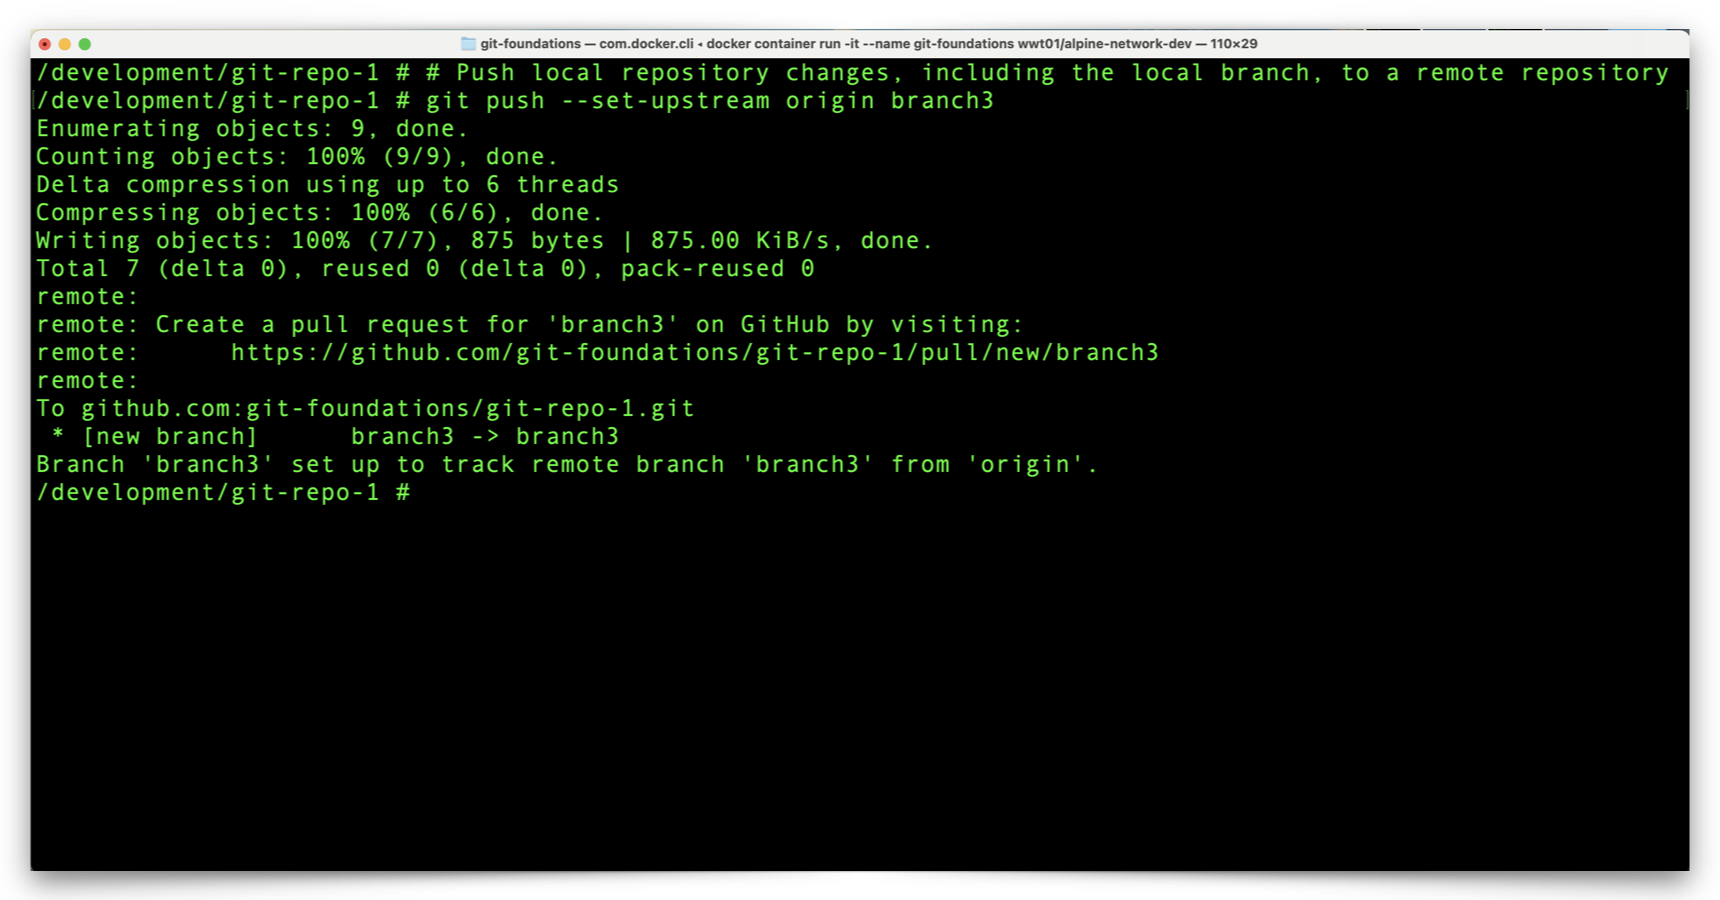 git-foundations — com.docker.cli ◂ docker container run -it --name git-foundations wwt01/alpine-network-dev — 110×29
/development/git-repo-1 # # Push local repository changes, including the local branch, to a remote repository
/development/git-repo-1 # git push --set-upstream origin branch3
Enumerating objects: 9, done.
Counting objects: 100% (9/9), done.
Delta compression using up to 6 threads
Compressing objects: 100% (6/6), done.
Writing objects: 100% (7/7), 875 bytes | 875.00 KiB/s, done.
Total 7 (delta 0), reused 0 (delta 0), pack-reused 0
remote:
remote: Create a pull request for 'branch3' on GitHub by visiting:
remote:      https://github.com/git-foundations/git-repo-1/pull/new/branch3
remote:
To github.com:git-foundations/git-repo-1.git
 * [new branch]      branch3 -> branch3
Branch 'branch3' set up to track remote branch 'branch3' from 'origin'.
/development/git-repo-1 #